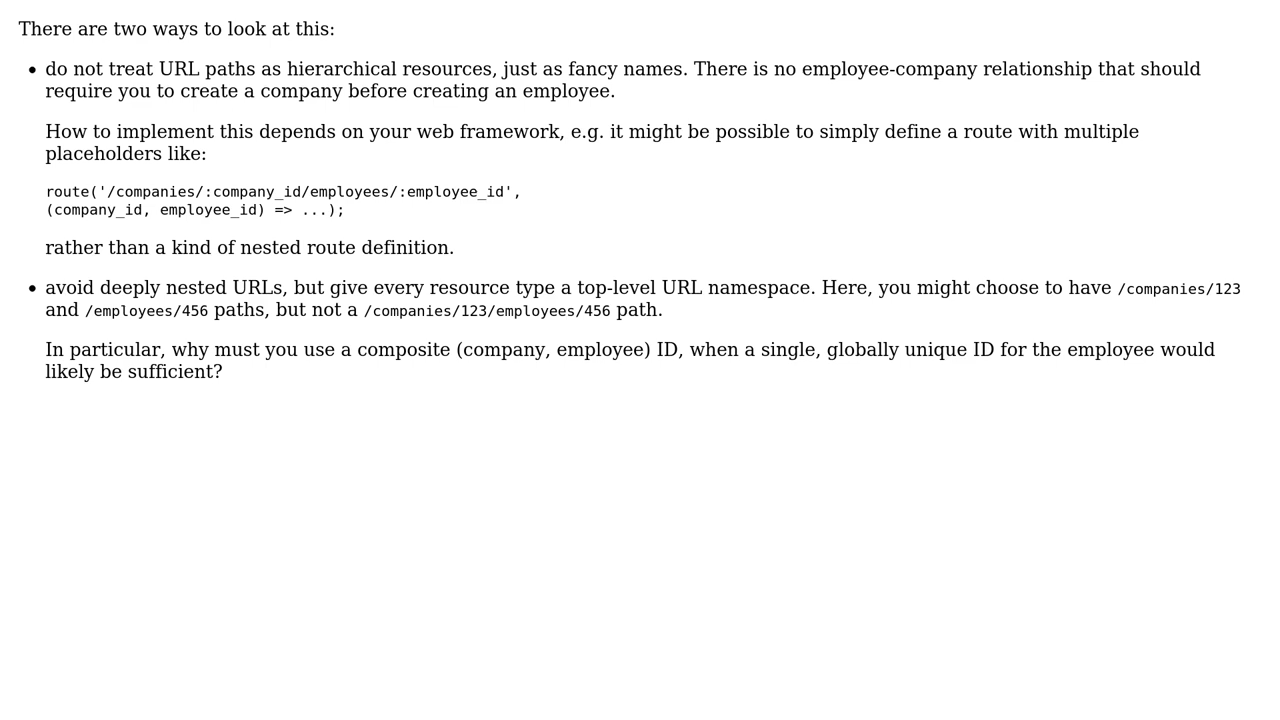 There are two ways to look at this:
• do not treat URL paths as hierarchical resources, just as fancy names. There is no employee-company relationship that should
require you to create a company before creating an employee.
How to implement this depends on your web framework, e.g. it might be possible to simply define a route with multiple
placeholders like:
route('/companies/:company_id/employees/:employee_id',
(company_id, employee_id) => ...);
rather than a kind of nested route definition.
• avoid deeply nested URLs, but give every resource type a top-level URL namespace. Here, you might choose to have /companies/123
and /employees/456 paths, but not a /companies/123/employees/456 path.
In particular, why must you use a composite (company, employee) ID, when a single, globally unique ID for the employee would
likely be sufficient?